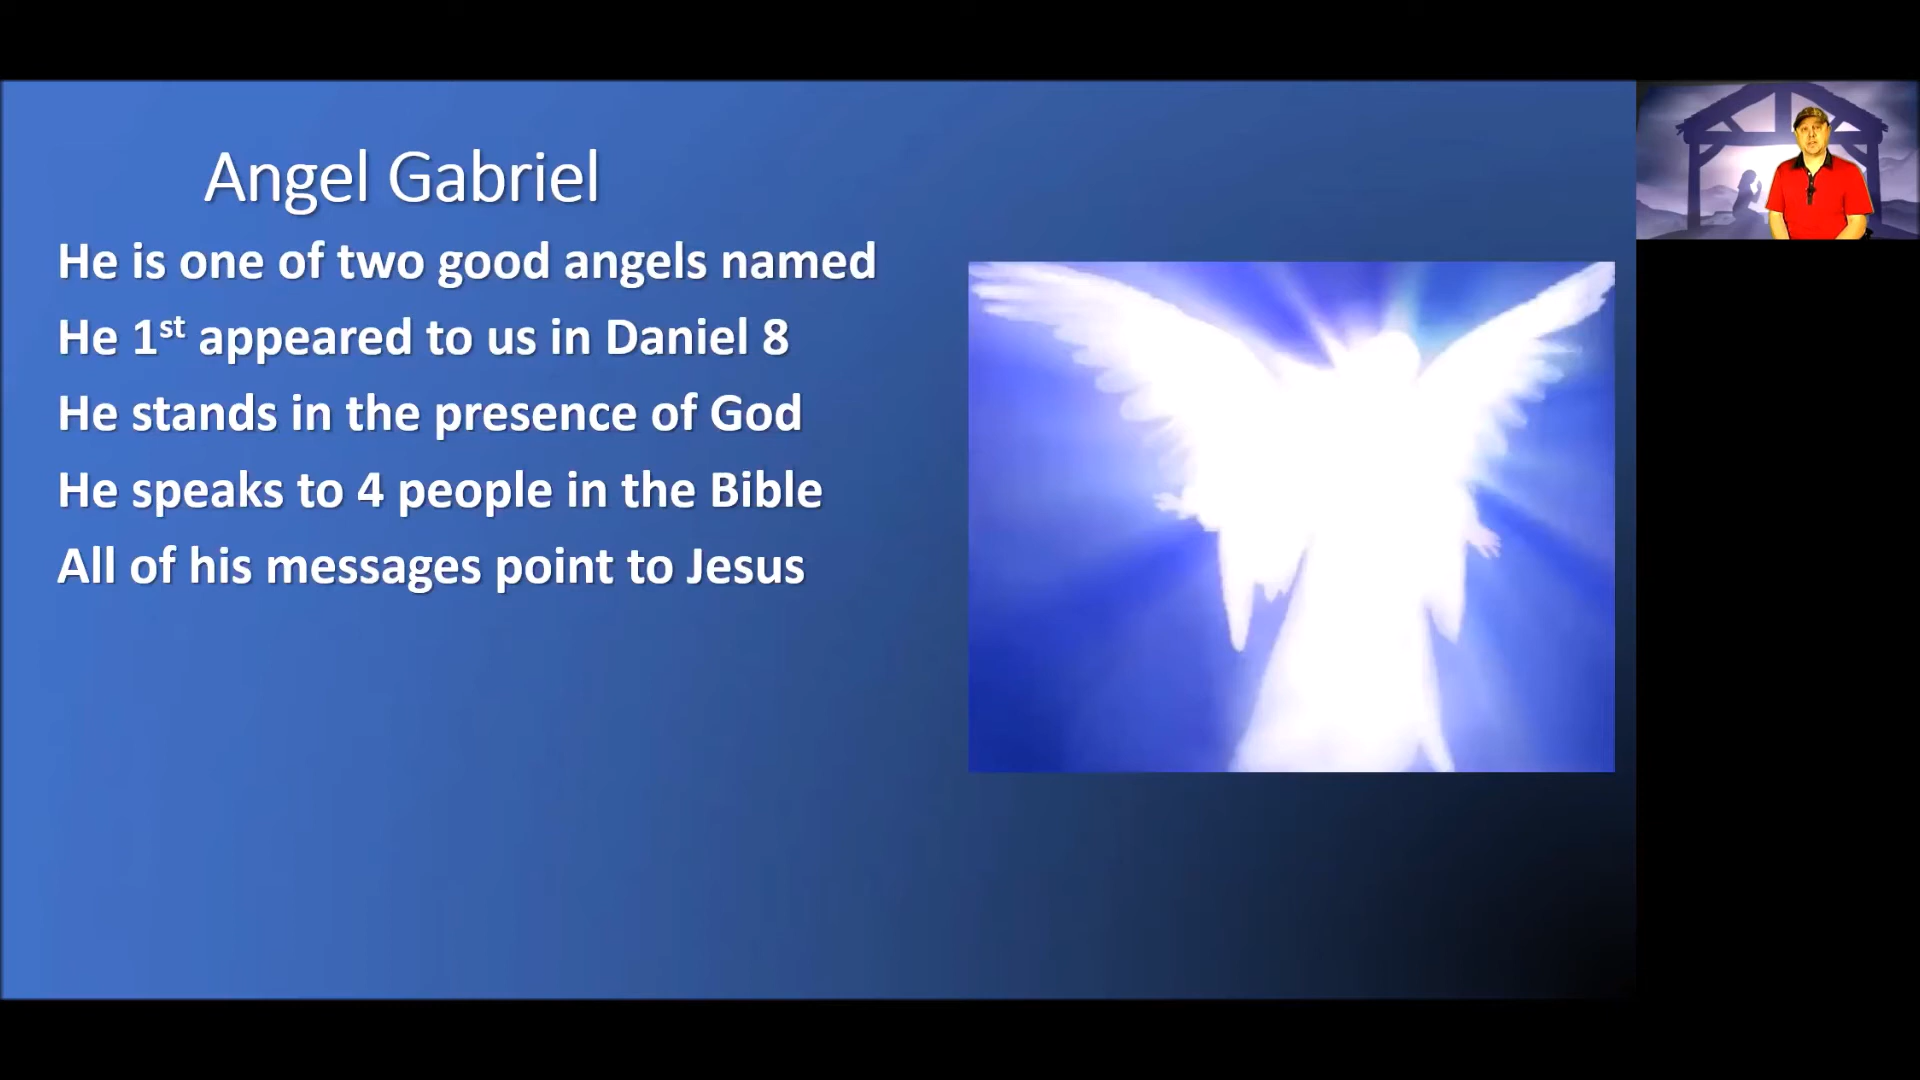 Angel Gabriel
He is one of two good angels named
He 1st appeared to us in Daniel 8
He stands in the presence of God
He speaks to 4 people in the Bible
All of his messages point to Jesus